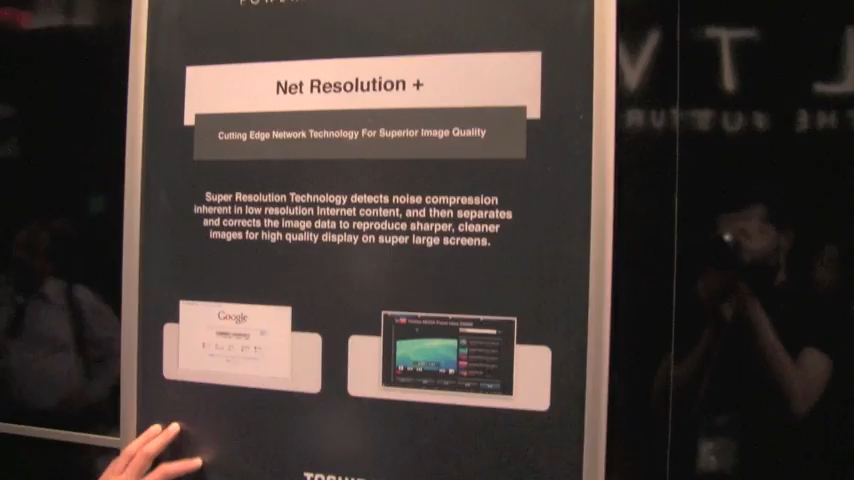 Net Resolution +
Cutting Edge Network Technology For Superior Image Quality
Super Resolution Technology detects noise compression
inherent in low resolution Internet content, and then separates
and corrects the image data to reproduce sharper, cleaner
images for high quality display on super large screens.
Google